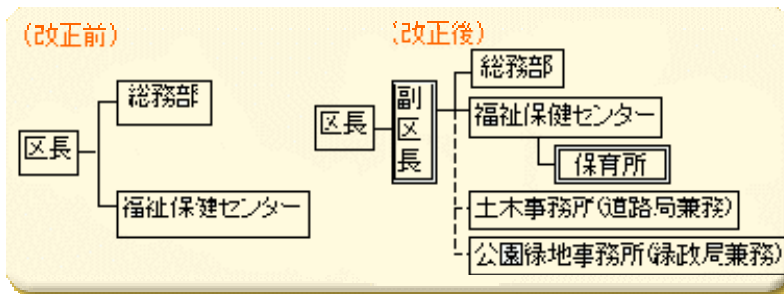 (改正前)
総務部
区長
福祉保健センター
(改正後)
総務部
区長
副区長
福祉保健センター
保育所
土木事務所(道路局兼務)
公園緑地事務所(緑政局兼務)